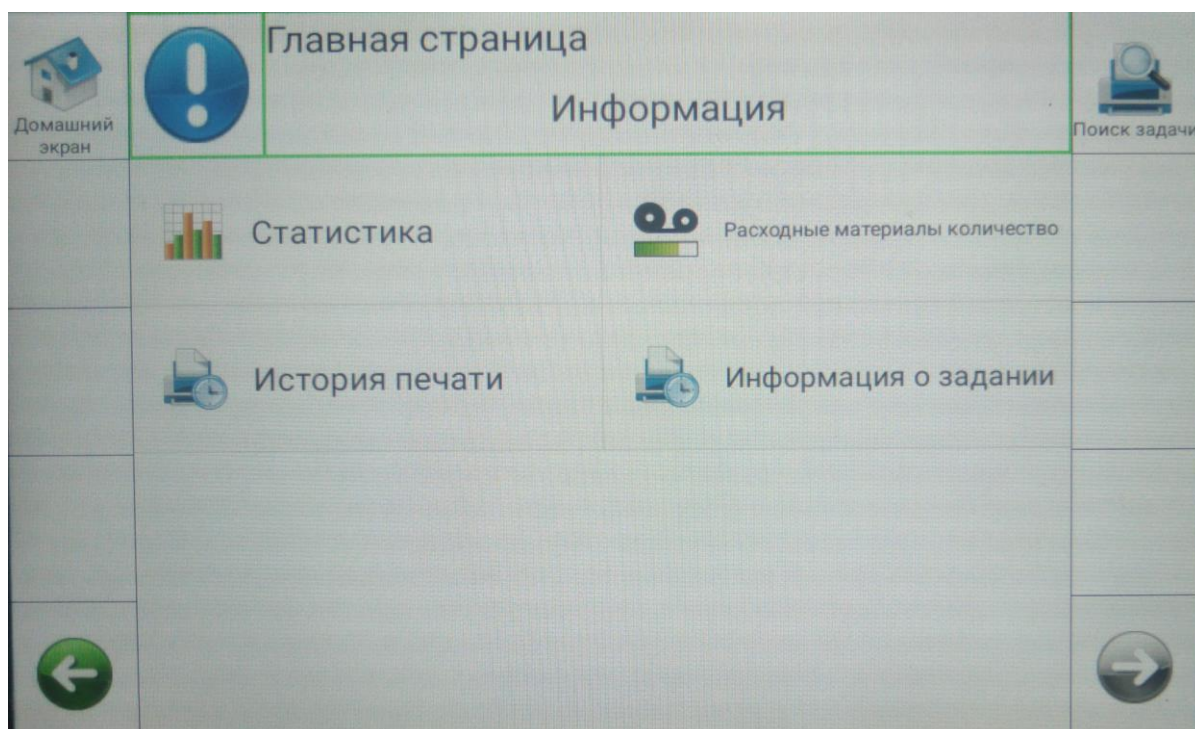 Главная страница
Информация
Домашний
экран
Поиск задачи
Статистика
Расходные материалы количество
История печати
Информация о задании